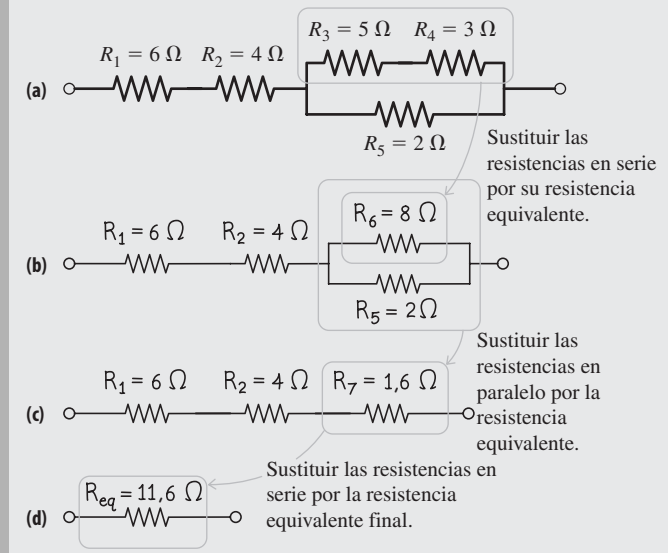 R3 = 5 Ω R4 = 3 Ω
R1 = 6 Ω R2 = 4 Ω
(a)
R5 = 2 Ω
Sustituir las
resistencias en serie
por su resistencia
equivalente.
R6 = 8 Ω
R1 = 6 Ω R2 = 4 Ω
(b)
R5 = 2 Ω
Sustituir las
resistencias en
paralelo por la
resistencia
equivalente.
R1 = 6 Ω R2 = 4 Ω R7 = 1,6 Ω
(c)
Sustituir las resistencias en
serie por la resistencia
equivalente final.
Req = 11,6 Ω
(d)